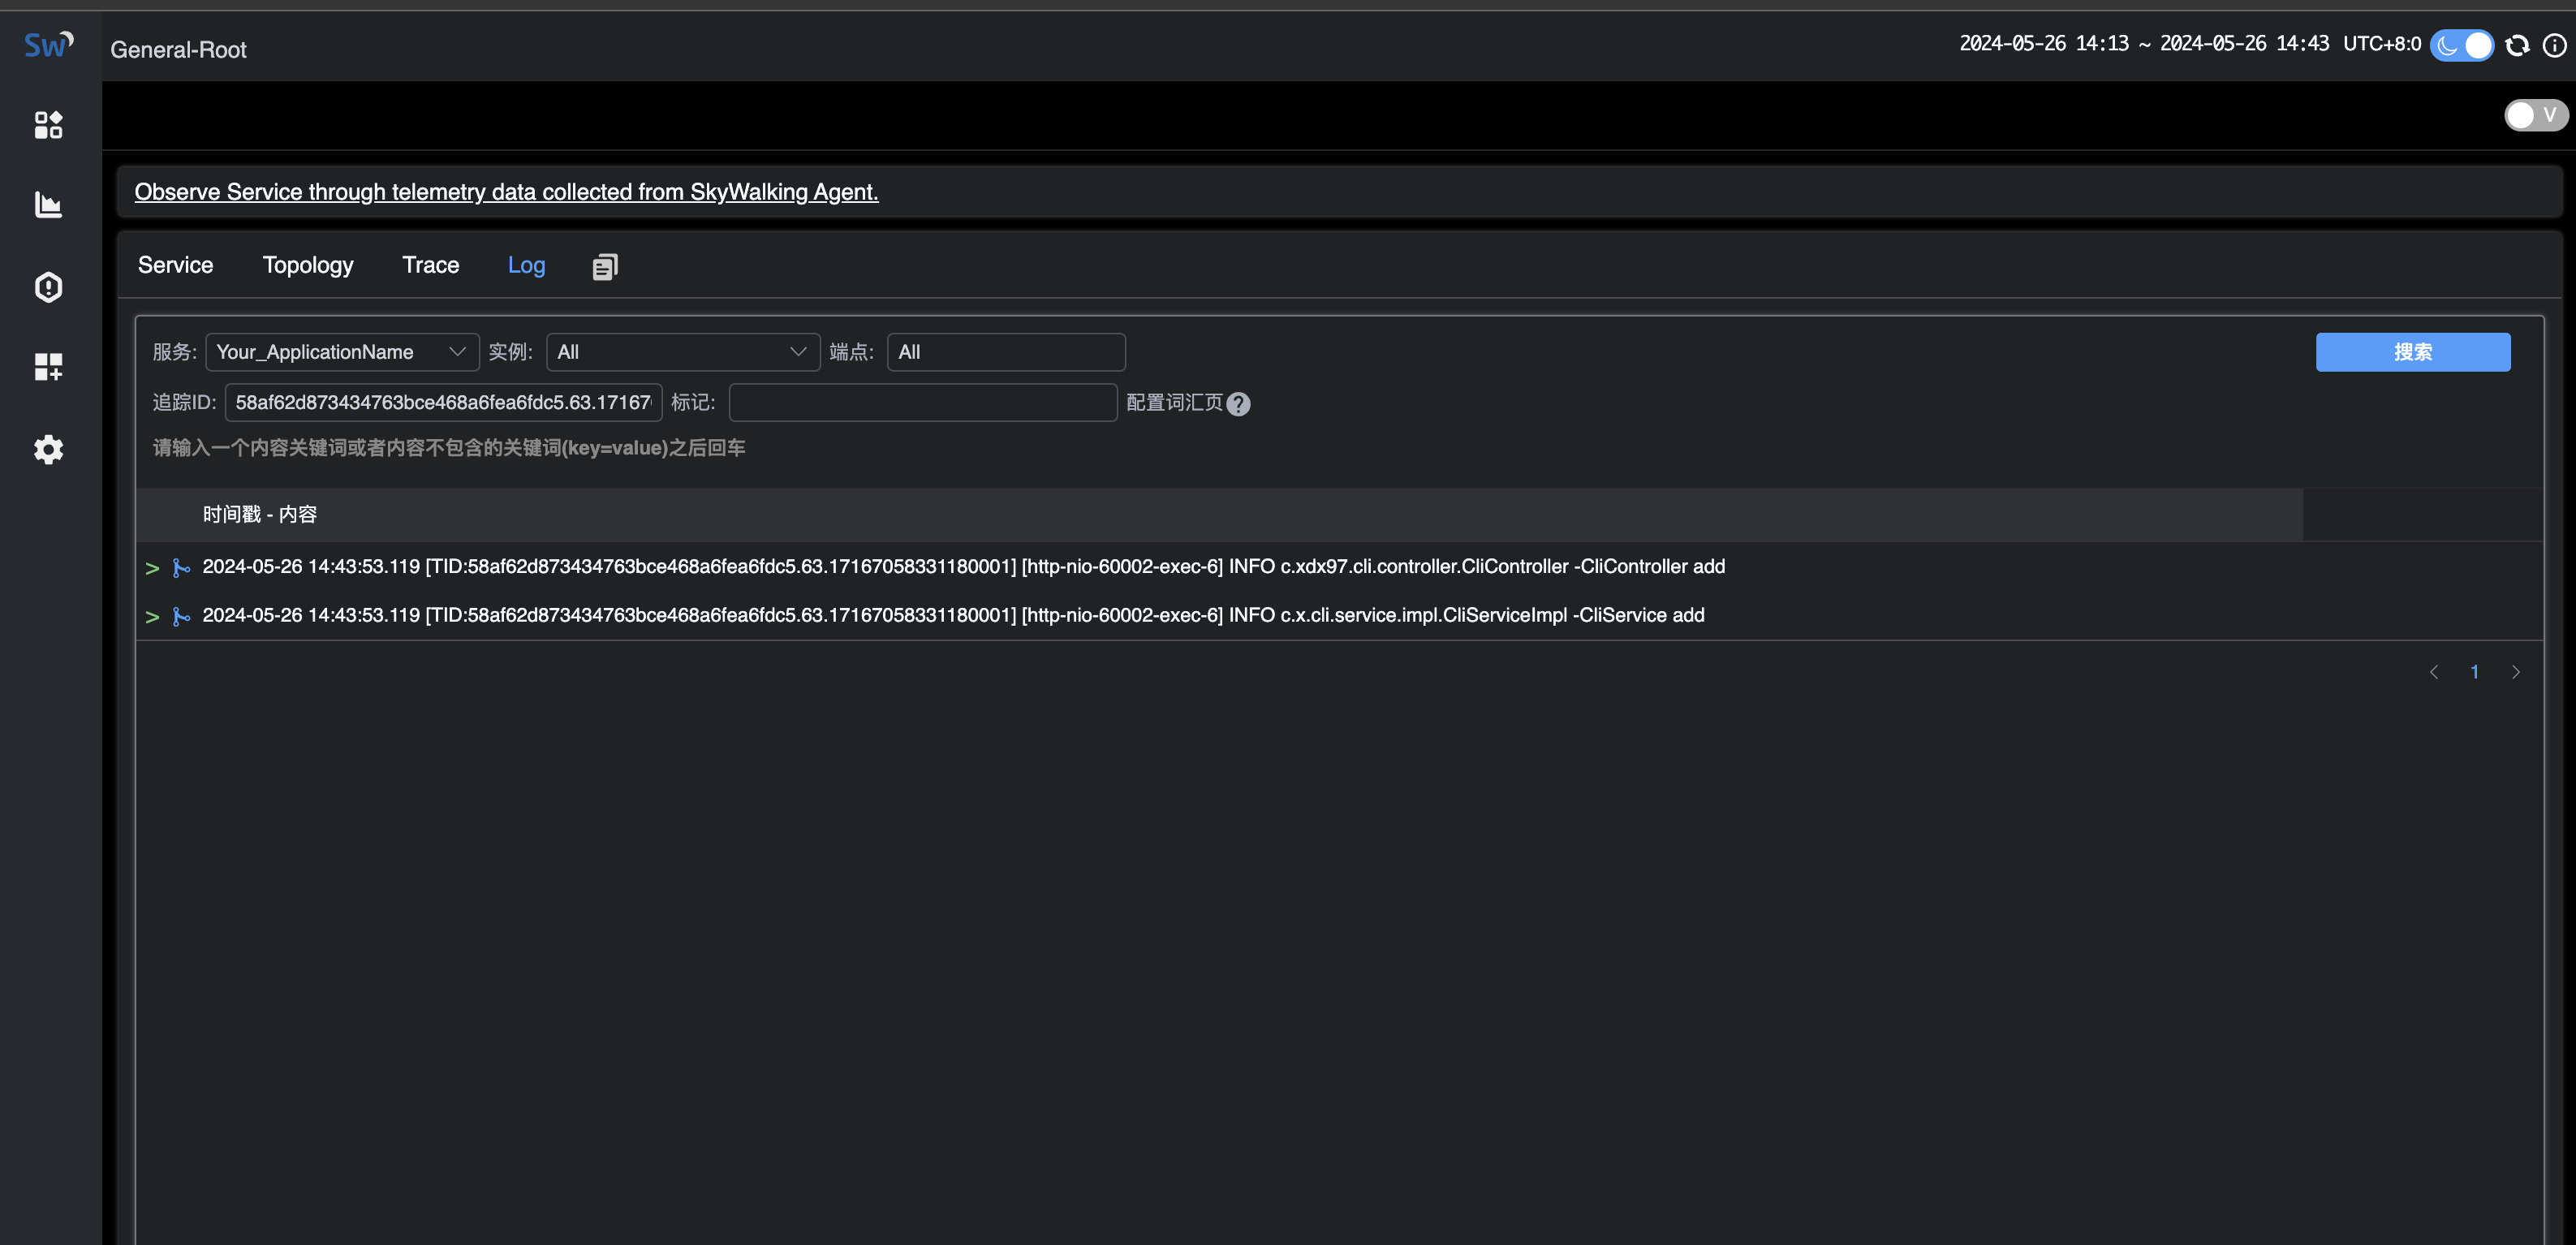 Sw
General-Root
2024-05-26 14:13 ~ 2024-05-26 14:43 UTC+8:0
V
Observe Service through telemetry data collected from SkyWalking Agent.
Service Topology Trace Log
服务: Your_ApplicationName 实例: All 端点: All 搜索
追踪ID: 58af62d873434763bce468a6fea6fdc5.63.17167 标记: 配置词汇页 ?
请输入一个内容关键词或者内容不包含的关键词(key=value)之后回车
时间戳 - 内容
> 2024-05-26 14:43:53.119 [TID:58af62d873434763bce468a6fea6fdc5.63.17167058331180001] [http-nio-60002-exec-6] INFO c.xdx97.cli.controller.CliController -CliController add
> 2024-05-26 14:43:53.119 [TID:58af62d873434763bce468a6fea6fdc5.63.17167058331180001] [http-nio-60002-exec-6] INFO c.x.cli.service.impl.CliServiceImpl -CliService add
< 1 >